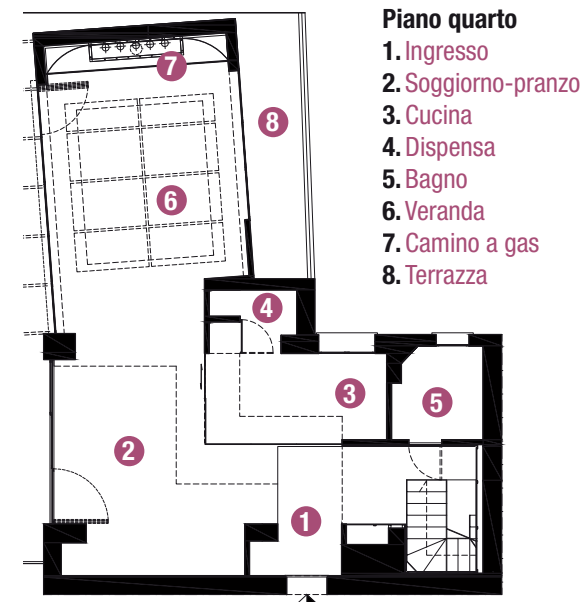 Piano quarto
1. Ingresso
2. Soggiorno-pranzo
3. Cucina
4. Dispensa
5. Bagno
6. Veranda
7. Camino a gas
8. Terrazza
7
8
6
4
3
5
2
1